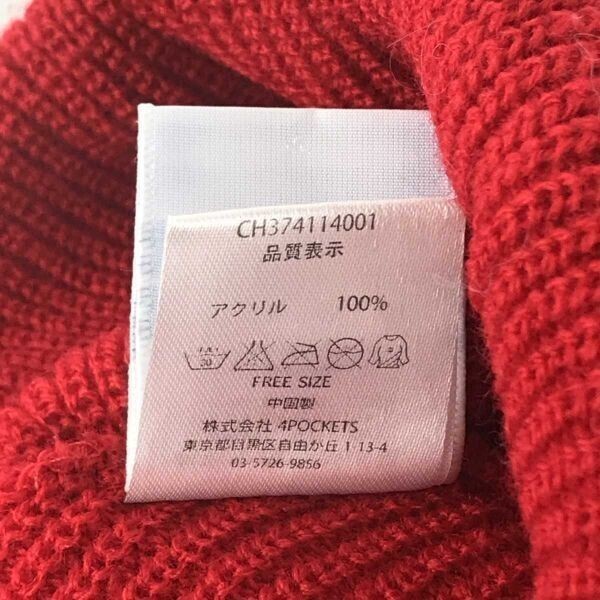 CH374114001
品質表示
アクリル 100%
30
FREE SIZE
中国製
株式会社 4POCKETS
東京都目黒区自由が丘 1-13-4
03-5726-9856